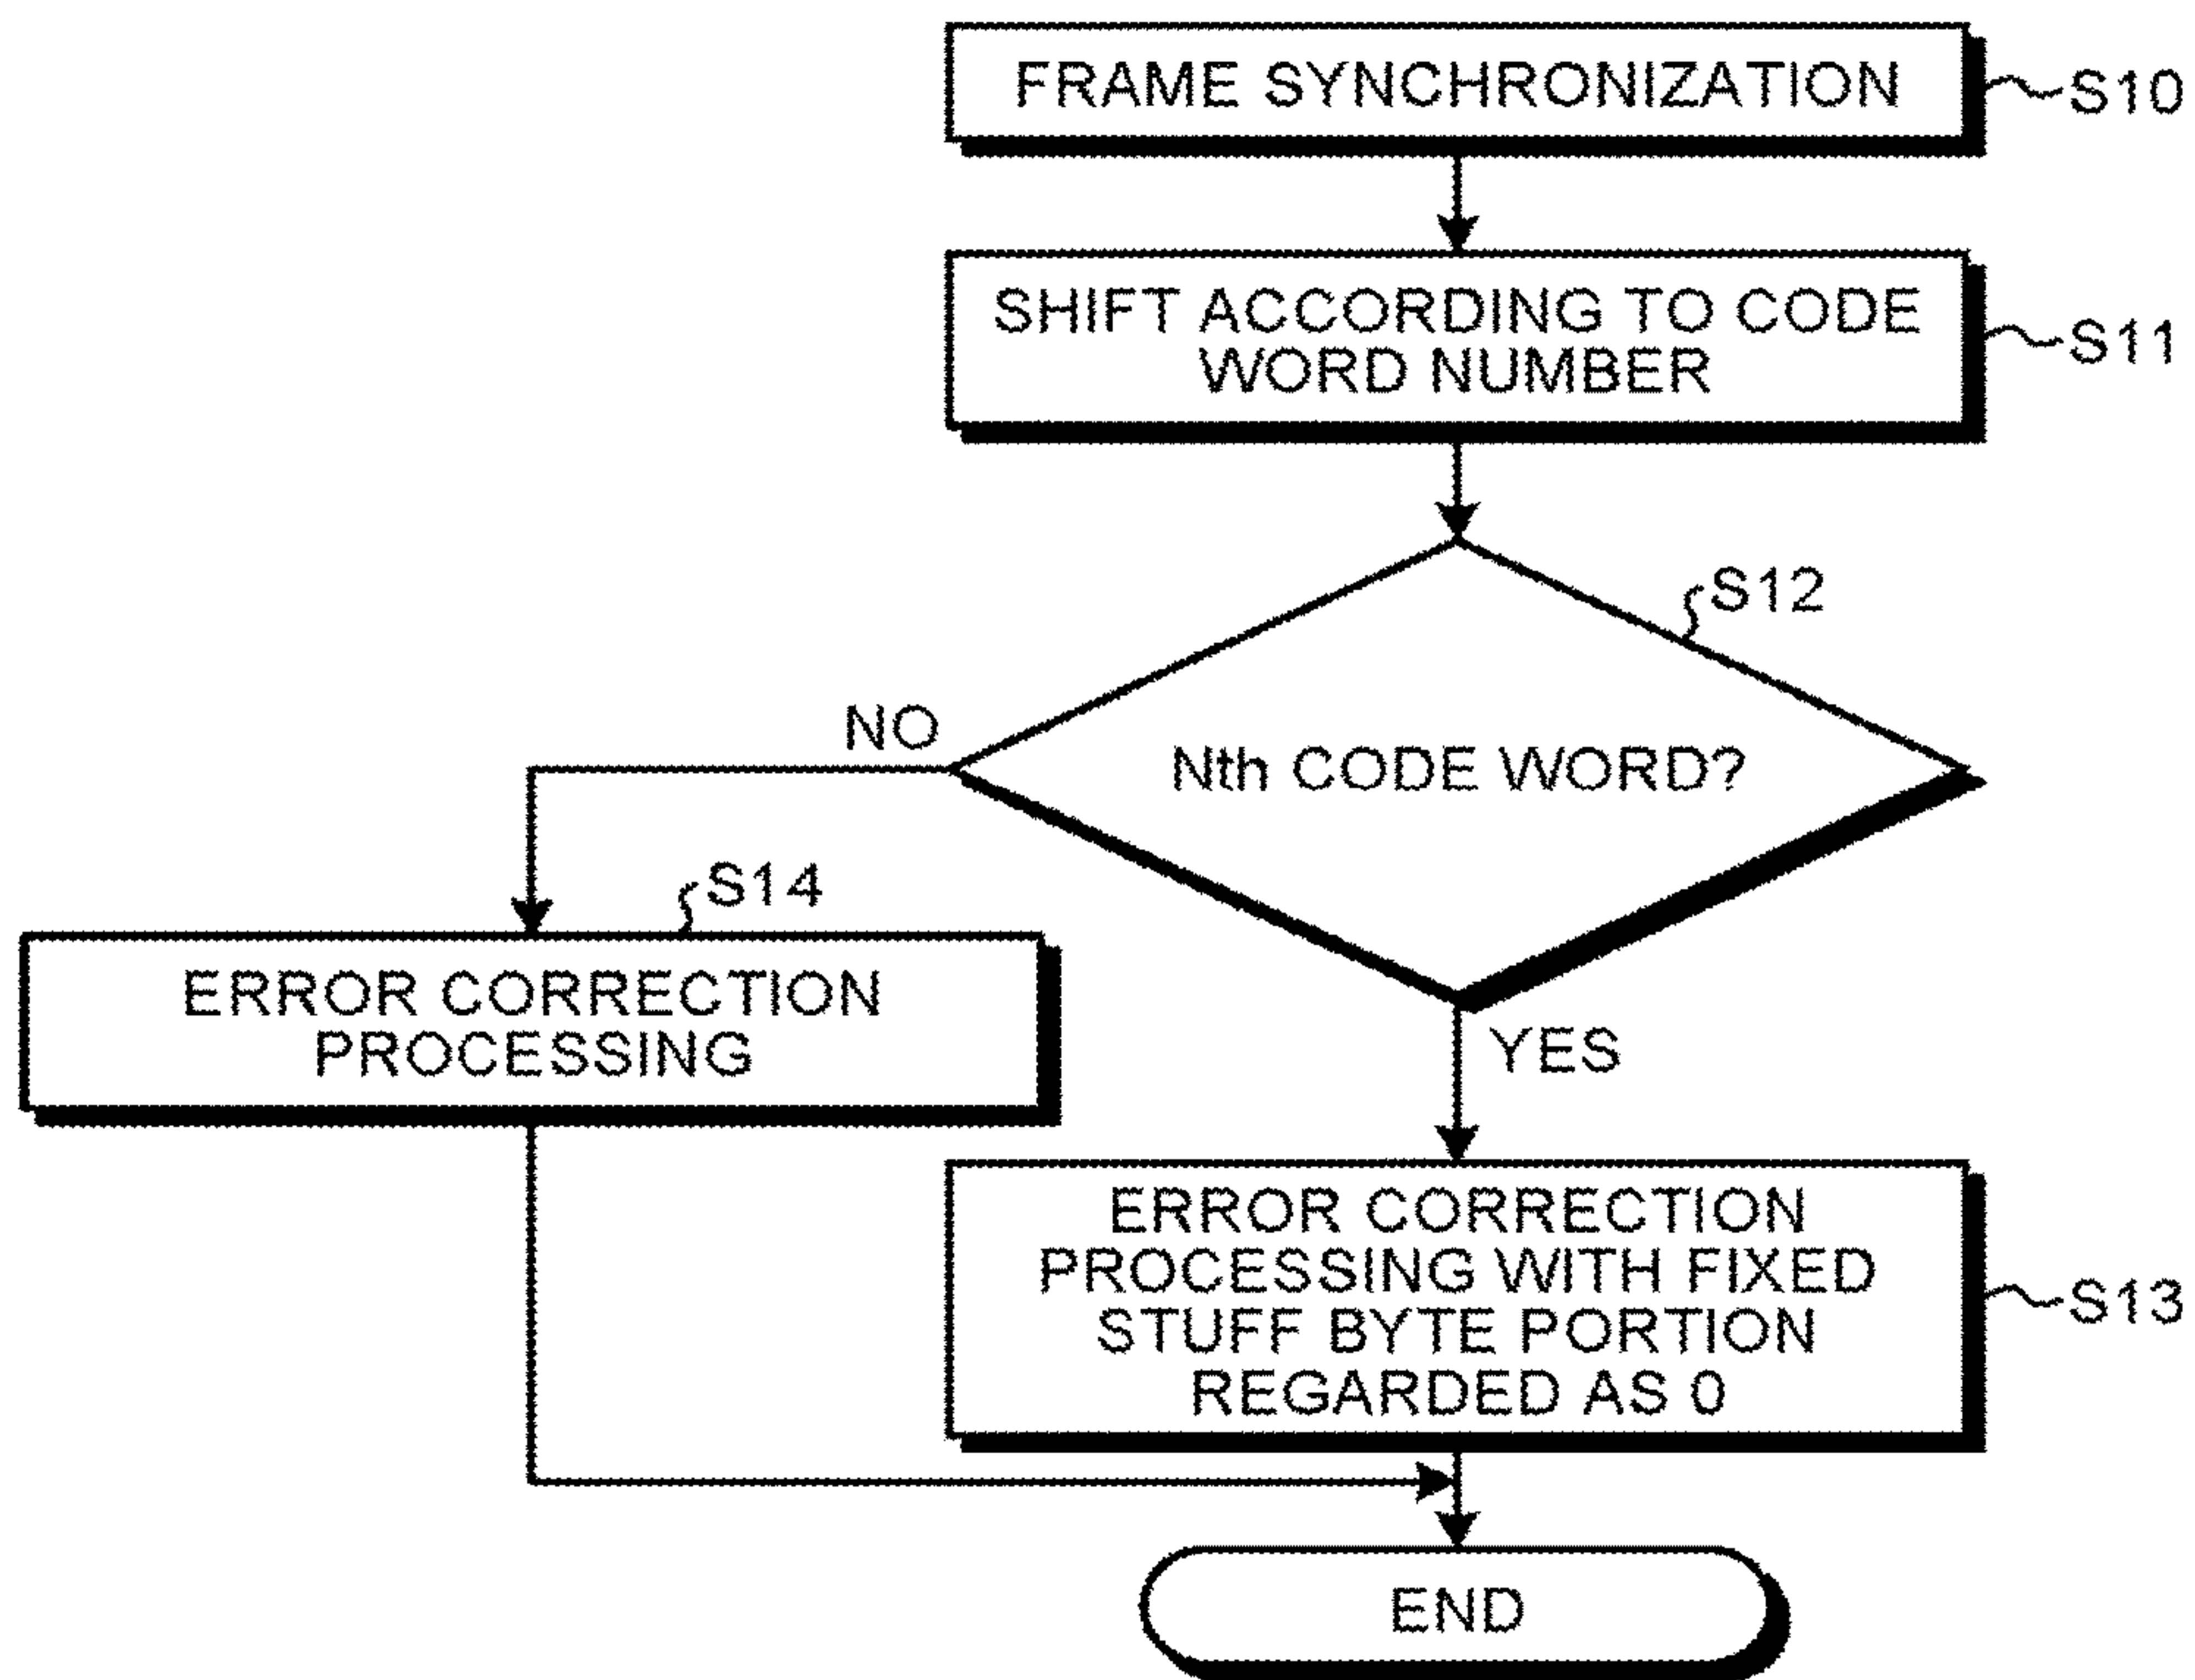 FRAME SYNCHRONIZATION
S10
SHIFT ACCORDING TO CODE
WORD NUMBER
S11
S12
Nth CODE WORD?
NO
S14
ERROR CORRECTION
PROCESSING
YES
ERROR CORRECTION
PROCESSING WITH FIXED
STUFF BYTE PORTION
REGARDED AS 0
S13
END